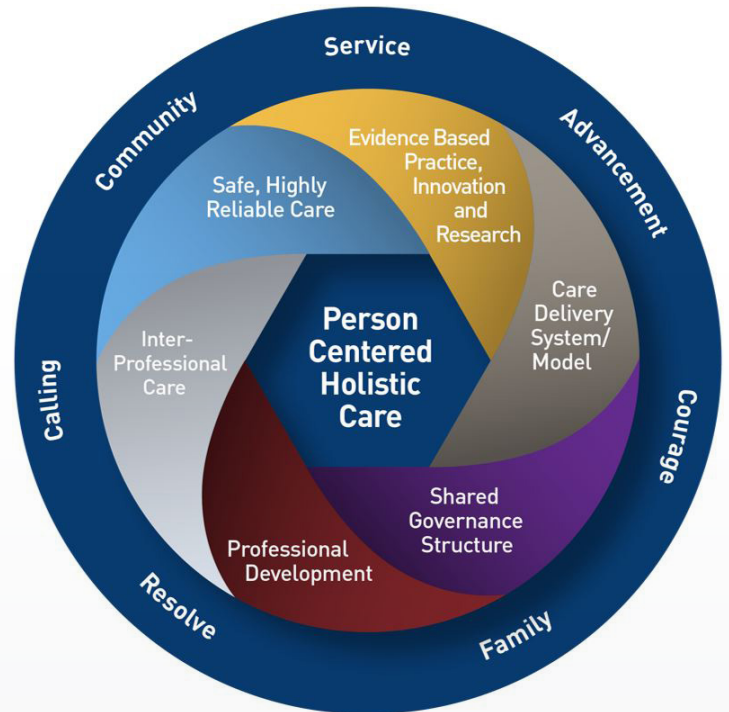 Service
Advancement
Courage
Family
Resolve
Calling
Community
Evidence Based
Practice,
Innovation
and
Research
Care
Delivery
System/
Model
Shared
Governance
Structure
Professional
Development
Inter-
Professional
Care
Safe, Highly
Reliable Care
Person
Centered
Holistic
Care